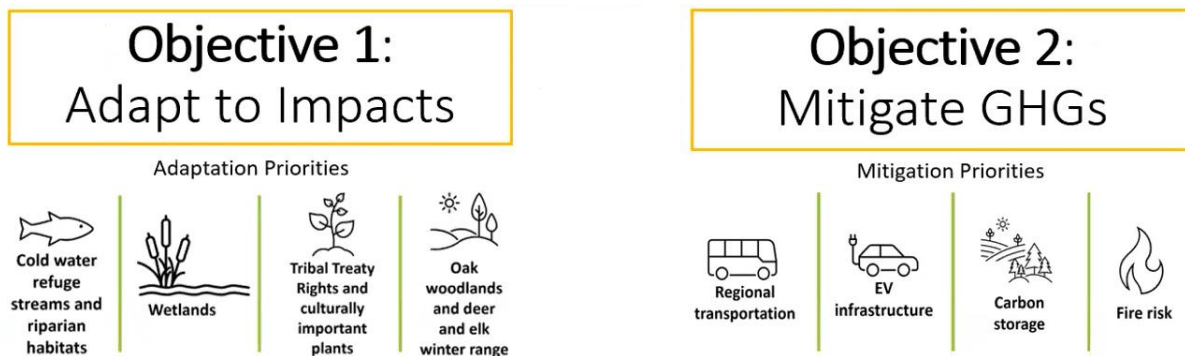 Objective 1:
Adapt to Impacts
Adaptation Priorities
Cold water
refuge
streams and
riparian
habitats
Wetlands
Tribal Treaty
Rights and
culturally
important
plants
Oak
woodlands
and deer
and elk
winter range
Objective 2:
Mitigate GHGs
Mitigation Priorities
Regional
transportation
EV
infrastructure
Carbon
storage
Fire risk